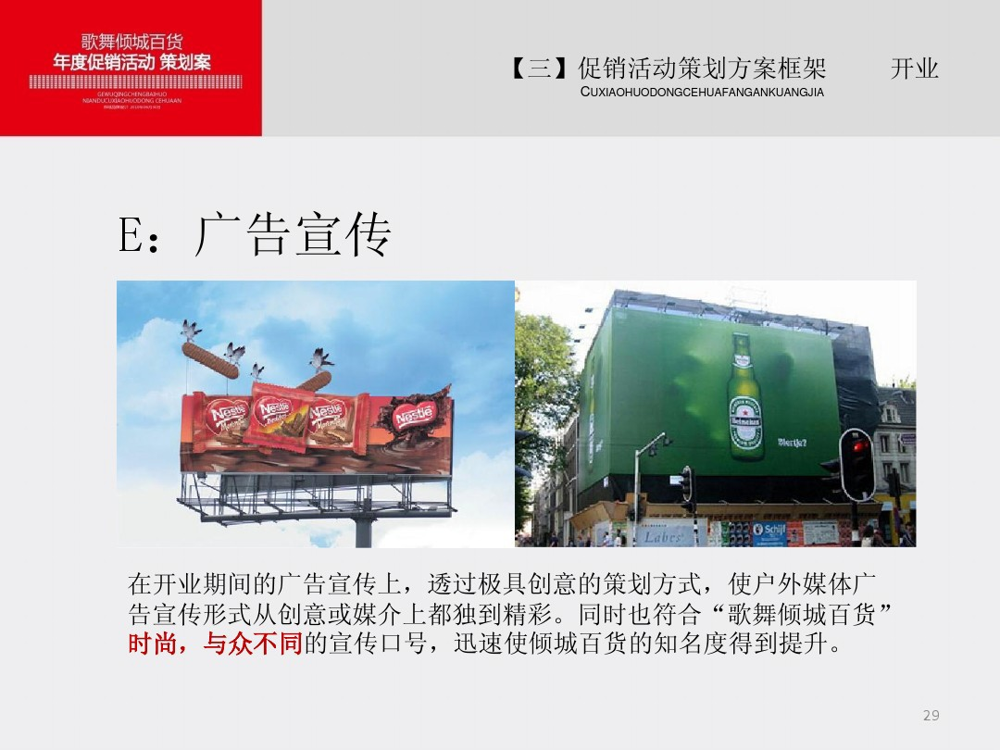 歌舞倾城百货
年度促销活动 策划案
GEWUQINGCHENGBAIHUO
NIANDUCUXIAOHUODONG CEHUAAN
【三】促销活动策划方案框架 开业
CUXIAOHUODONGCEHUAFANGANKUANGJIA
E：广告宣传
Nestlé
Nestlé
Nestlé
Nestlé
Heineken
Biertje?
Labes
Schijf
在开业期间的广告宣传上，透过极具创意的策划方式，使户外媒体广
告宣传形式从创意或媒介上都独到精彩。同时也符合“歌舞倾城百货”
时尚，与众不同的宣传口号，迅速使倾城百货的知名度得到提升。
29